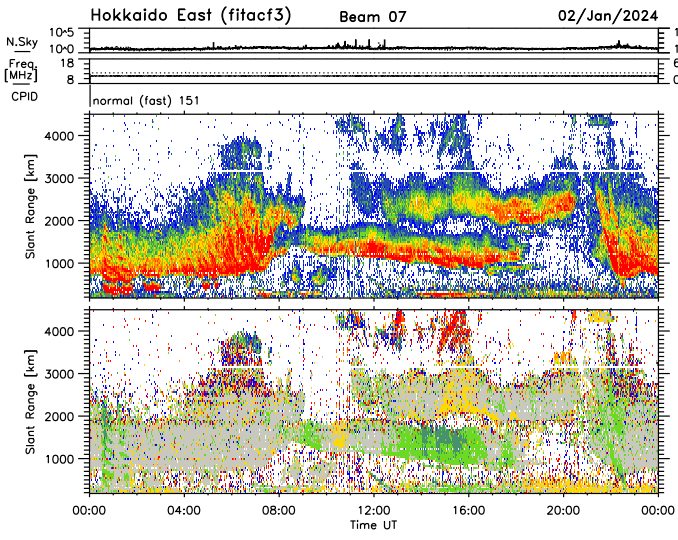 Hokkaido East (fitacf3) Beam 07 02/Jan/2024
N.Sky 10^5 10^0
Freq. [MHz] 18 8
CPID normal (fast) 151
Slant Range [km] 4000 3000 2000 1000
Slant Range [km] 4000 3000 2000 1000
00:00 04:00 08:00 12:00 16:00 20:00 00:00
Time UT